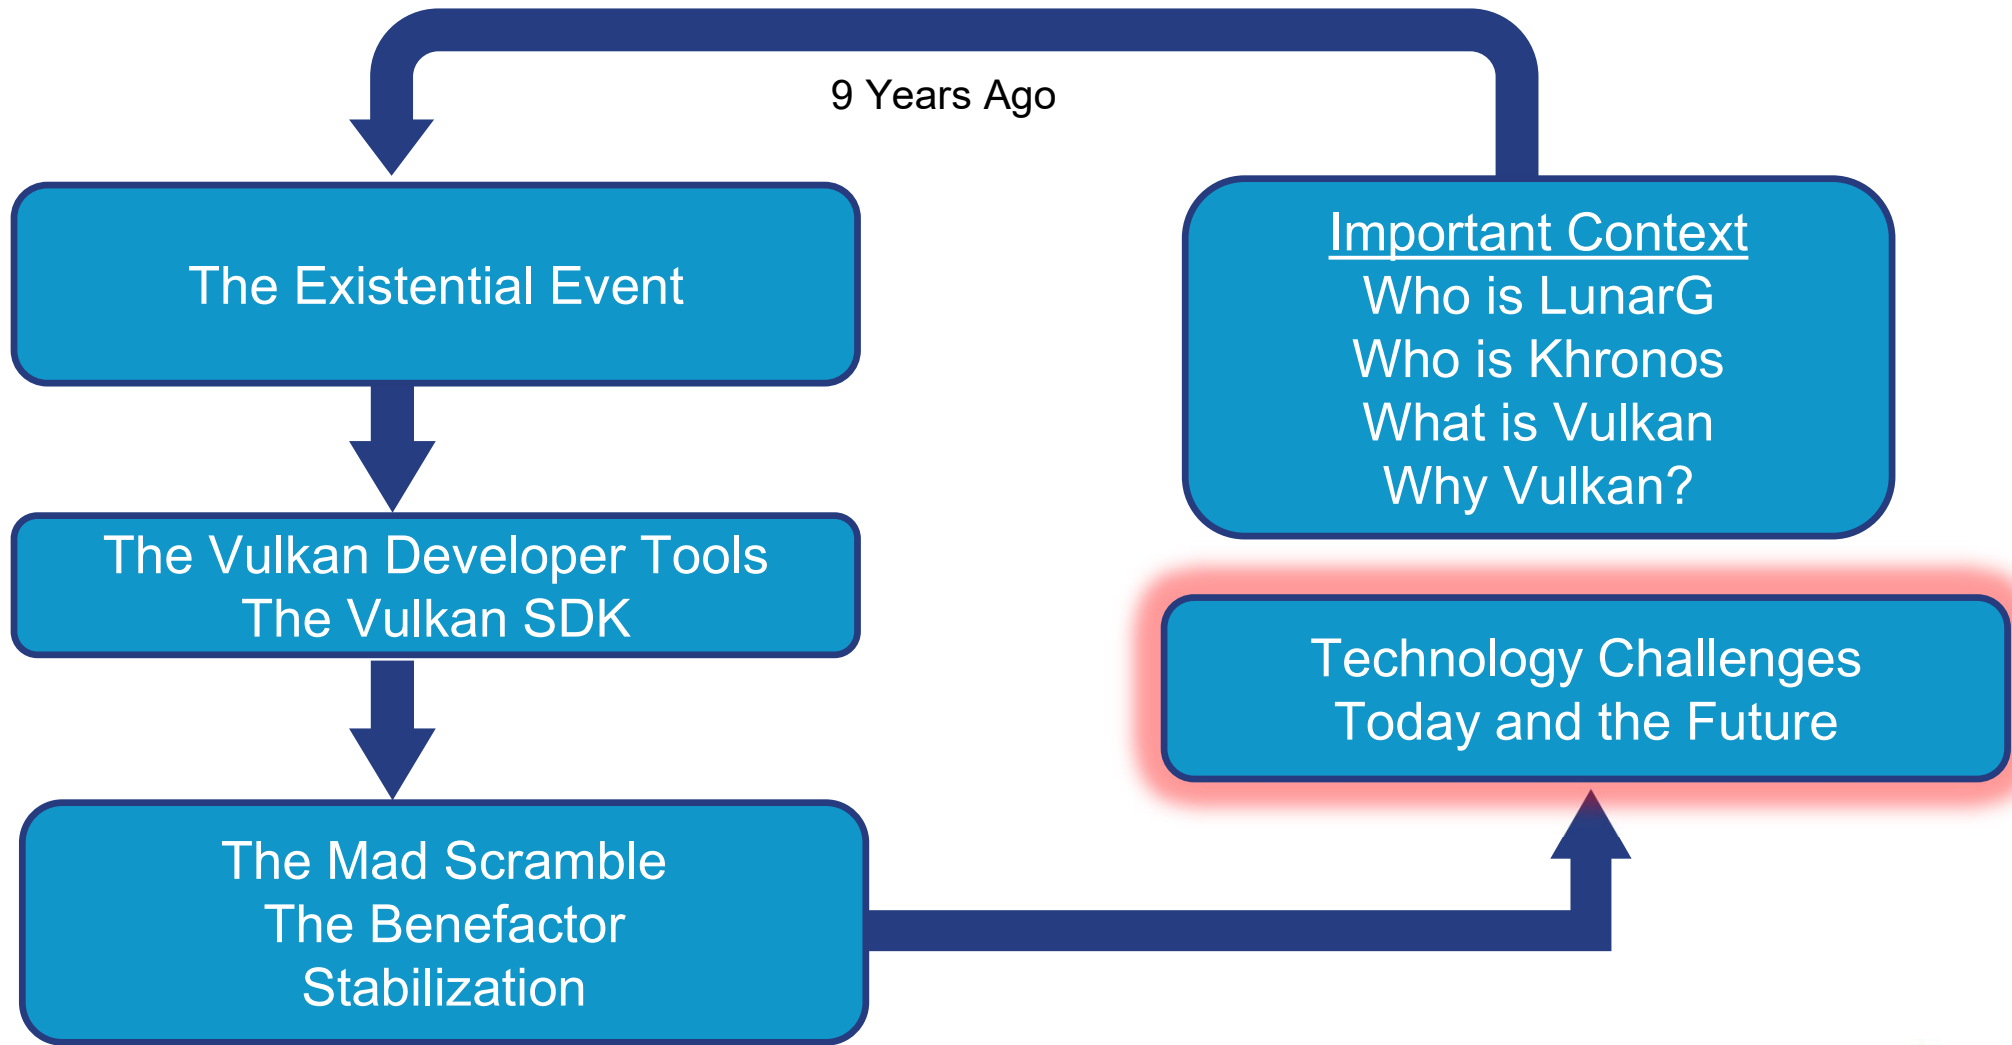 9 Years Ago
Important Context
Who is LunarG
Who is Khronos
What is Vulkan
Why Vulkan?
The Existential Event
The Vulkan Developer Tools
The Vulkan SDK
The Mad Scramble
The Benefactor
Stabilization
Technology Challenges
Today and the Future